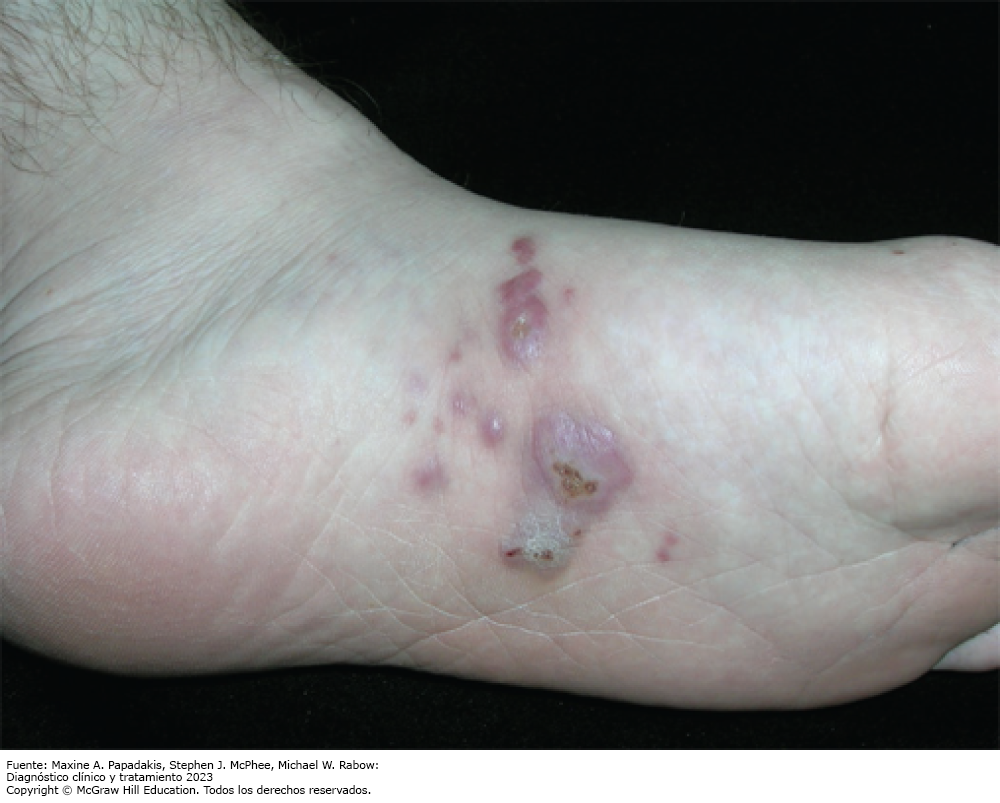 Fuente: Maxine A. Papadakis, Stephen J. McPhee, Michael W. Rabow:
Diagnóstico clínico y tratamiento 2023
Copyright © McGraw Hill Education. Todos los derechos reservados.